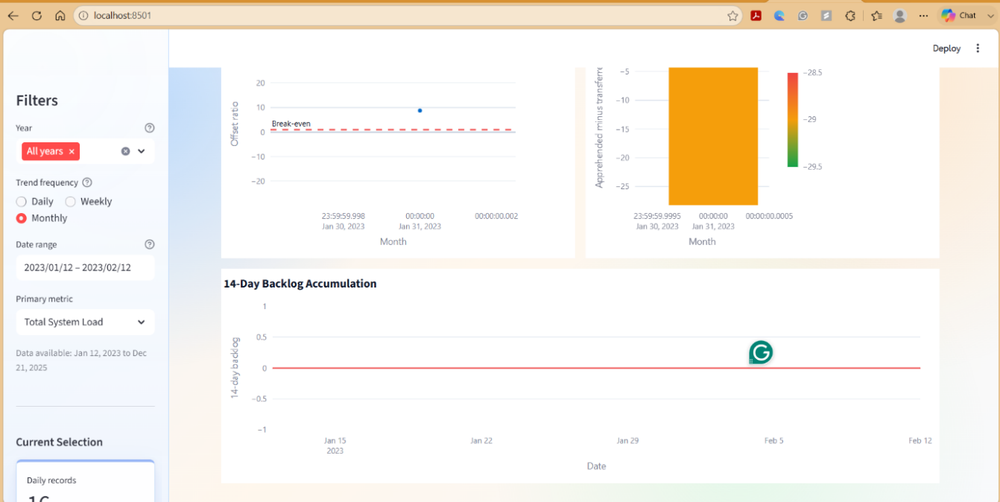 localhost:8501
Chat
Deploy
Filters
Year
All years ×
Trend frequency
Daily
Weekly
Monthly
Date range
2023/01/12 – 2023/02/12
Primary metric
Total System Load
Data available: Jan 12, 2023 to Dec
21, 2025
Current Selection
Daily records
16
Offset ratio
20
10
Break-even
0
−10
−20
23:59:59.998
Jan 30, 2023
00:00:00
Jan 31, 2023
00:00:00.002
Month
Apprehended minus transferre
−5
−10
−15
−20
−25
23:59:59.9995
Jan 30, 2023
00:00:00
Jan 31, 2023
00:00:00.0005
Month
−28.5
−29
−29.5
14-Day Backlog Accumulation
14-day backlog
1
0.5
0
−0.5
−1
Jan 15
2023
Jan 22
Jan 29
Feb 5
Feb 12
Date
G